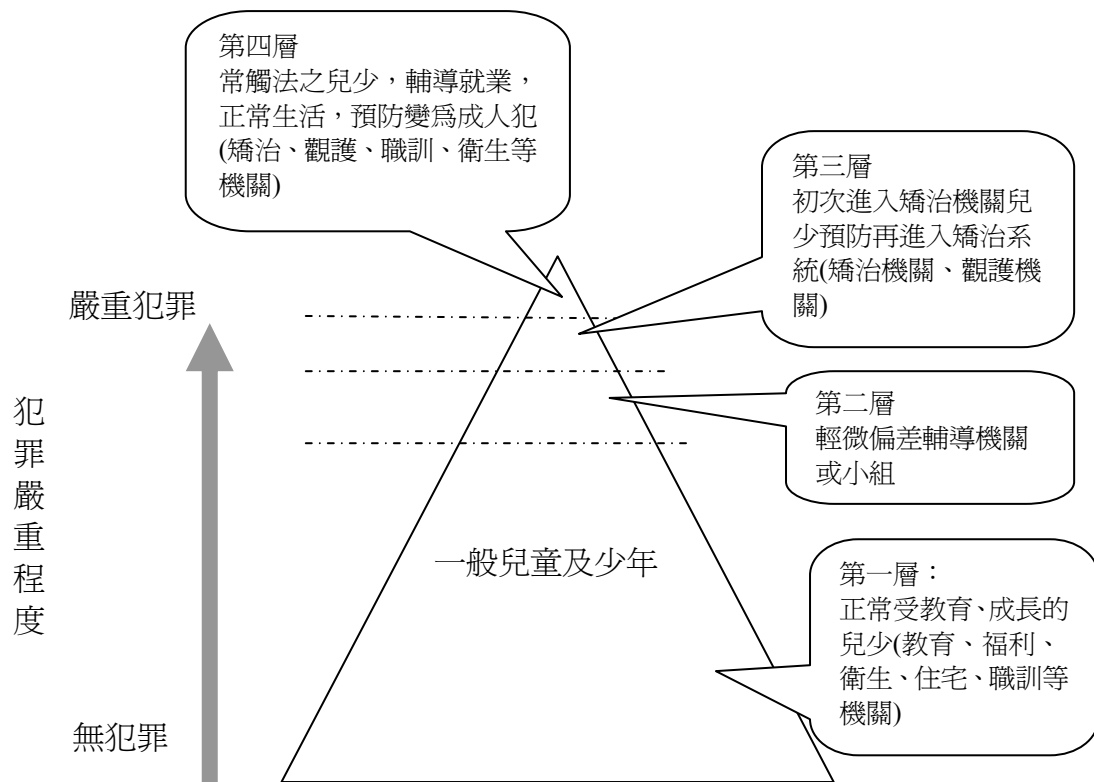 第四層
常觸法之兒少，輔導就業，
正常生活，預防變爲成人犯
(矯治、觀護、職訓、衛生等
機關)
第三層
初次進入矯治機關兒
少預防再進入矯治系
統(矯治機關、觀護機
關)
嚴重犯罪
第二層
輕微偏差輔導機關
或小組
犯罪嚴重程度
一般兒童及少年
第一層：
正常受教育、成長的
兒少(教育、福利、
衛生、住宅、職訓等
機關)
無犯罪